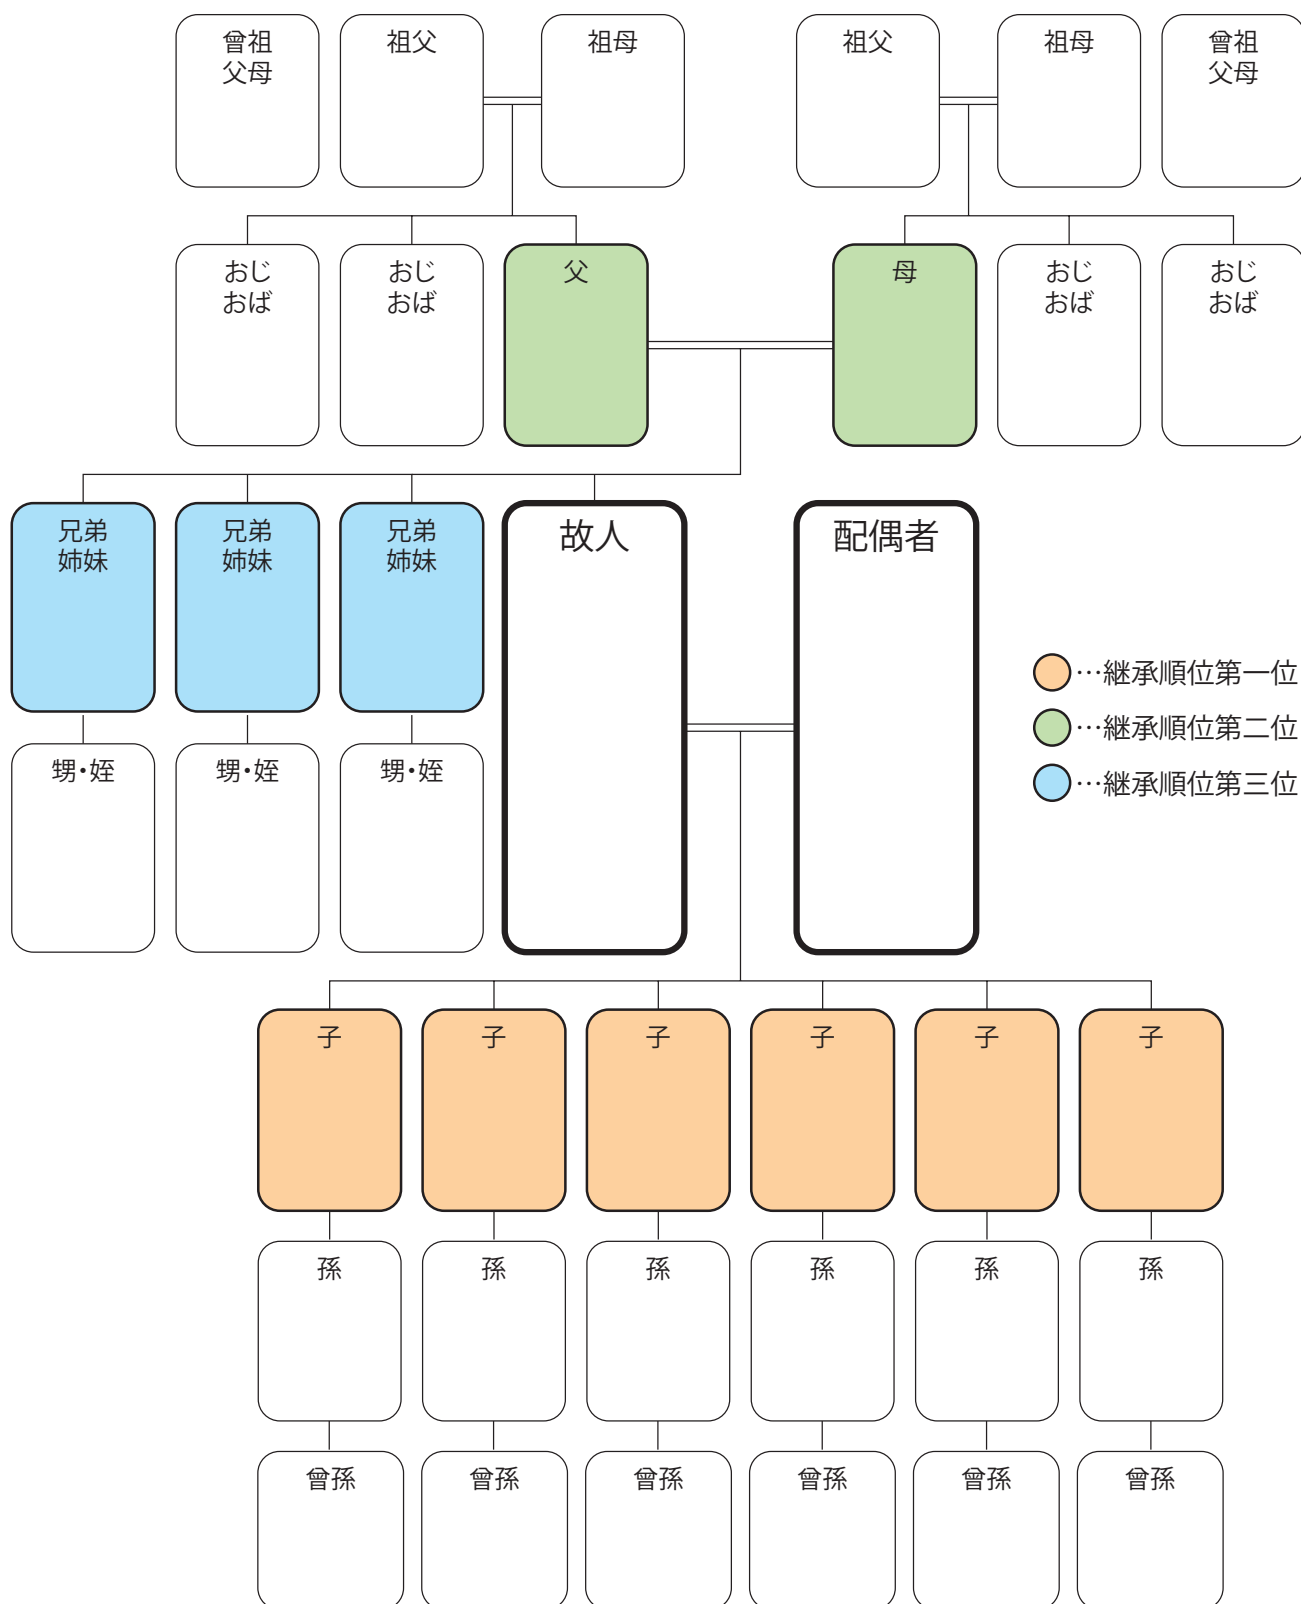 曾祖
父母
祖父
祖母
祖父
祖母
曾祖
父母
おじ
おば
おじ
おば
父
母
おじ
おば
おじ
おば
兄弟
姉妹
兄弟
姉妹
兄弟
姉妹
故人
配偶者
…継承順位第一位
…継承順位第二位
…継承順位第三位
甥・姪
甥・姪
甥・姪
子
子
子
子
子
子
孫
孫
孫
孫
孫
孫
曾孫
曾孫
曾孫
曾孫
曾孫
曾孫